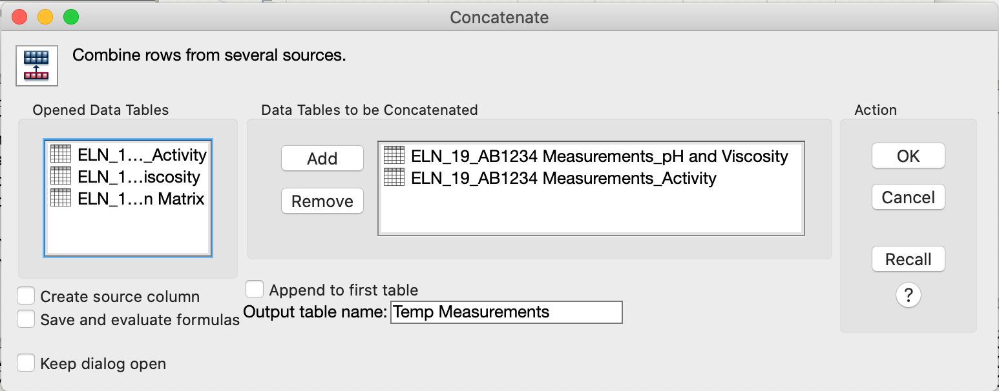 Concatenate
Combine rows from several sources.
Opened Data Tables
ELN_1..._Activity
ELN_1...iscosity
ELN_1...n Matrix
Data Tables to be Concatenated
Add
Remove
ELN_19_AB1234 Measurements_pH and Viscosity
ELN_19_AB1234 Measurements_Activity
Action
OK
Cancel
Recall
?
Create source column
Save and evaluate formulas
Keep dialog open
Append to first table
Output table name: Temp Measurements